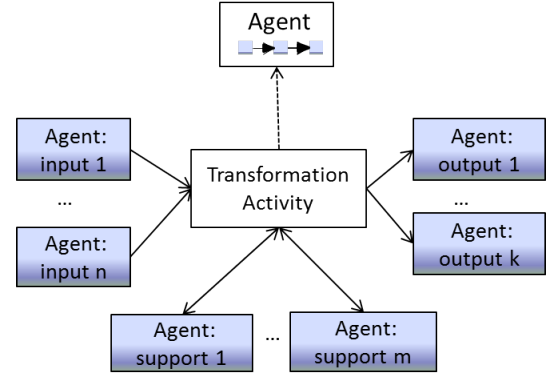 Agent
Agent:
input 1
...
Agent:
input n
Transformation
Activity
Agent:
output 1
...
Agent:
output k
Agent:
support 1
...
Agent:
support m